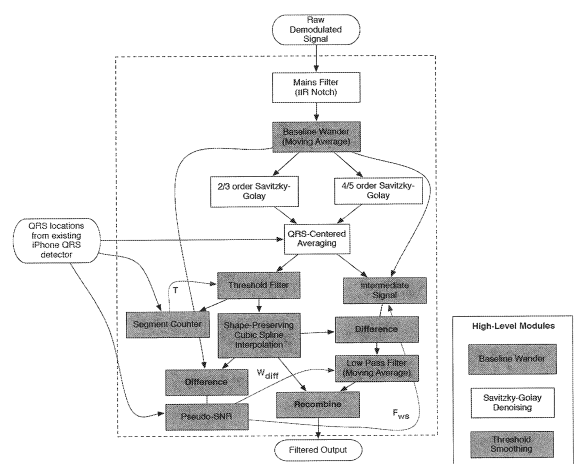 Raw
Demodulated
Signal
Mains Filter
(IIR Notch)
Baseline Wander
(Moving Average)
2/3 order Savitzky-
Golay
4/5 order Savitzky-
Golay
QRS locations
from existing
iPhone QRS
detector
QRS-Centered
Averaging
T
Threshold Filter
Intermediate
Signal
Segment Counter
Shape-Preserving
Cubic Spline
Interpolation
Difference
Difference
Wdiff
Low Pass Filter
(Moving Average)
Pseudo-SNR
Recombine
Fws
Filtered Output
High-Level Modules
Baseline Wander
Savitzky-Golay
Denoising
Threshold
Smoothing